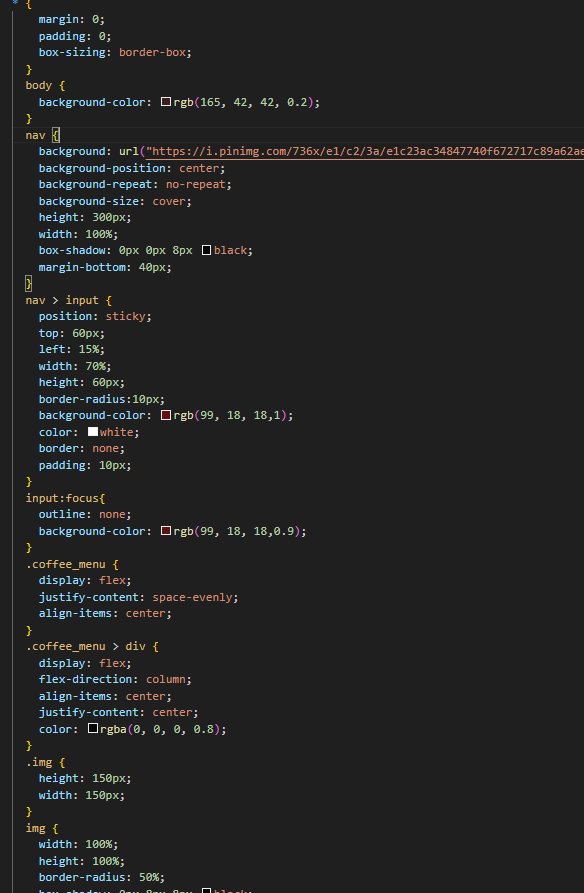 * {
margin: 0;
padding: 0;
box-sizing: border-box;
}
body {
background-color: rgb(165, 42, 42, 0.2);
}
nav {
background: url("https://i.pinimg.com/736x/e1/c2/3a/e1c23ac34847740f672717c89a62ae
background-position: center;
background-repeat: no-repeat;
background-size: cover;
height: 300px;
width: 100%;
box-shadow: 0px 0px 8px black;
margin-bottom: 40px;
}
nav > input {
position: sticky;
top: 60px;
left: 15%;
width: 70%;
height: 60px;
border-radius:10px;
background-color: rgb(99, 18, 18,1);
color: white;
border: none;
padding: 10px;
}
input:focus{
outline: none;
background-color: rgb(99, 18, 18,0.9);
}
.coffee_menu {
display: flex;
justify-content: space-evenly;
align-items: center;
}
.coffee_menu > div {
display: flex;
flex-direction: column;
align-items: center;
justify-content: center;
color: rgba(0, 0, 0, 0.8);
}
.img {
height: 150px;
width: 150px;
}
img {
width: 100%;
height: 100%;
border-radius: 50%;